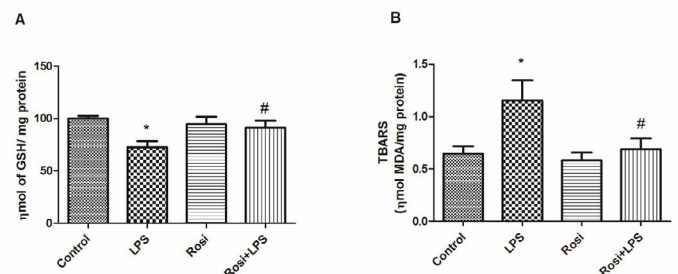 A
ηmol of GSH/ mg protein
150
100
50
0
*
#
Control
LPS
Rosi
Rosi+LPS
B
TBARS
(ηmol MDA/mg protein)
1.5
1.0
0.5
0.0
*
#
Control
LPS
Rosi
Rosi+LPS